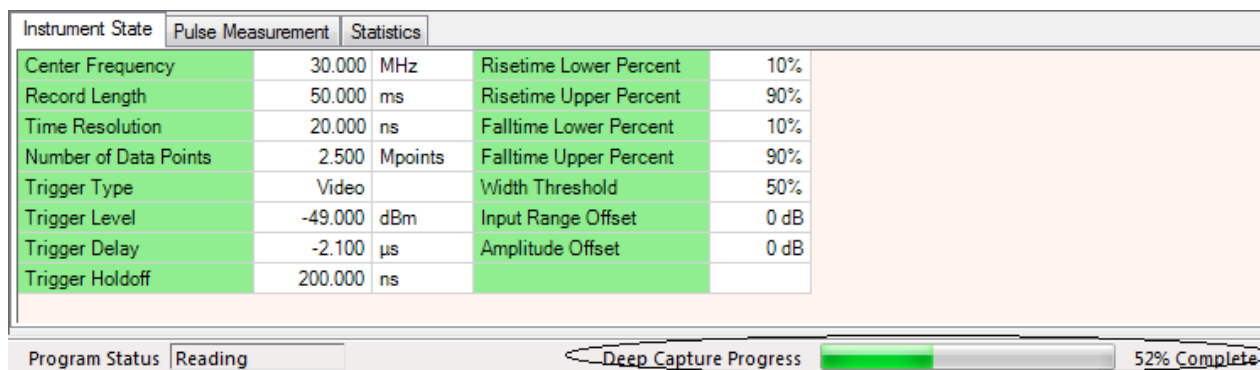 Instrument State Pulse Measurement Statistics
Center Frequency 30.000 MHz Risetime Lower Percent 10%
Record Length 50.000 ms Risetime Upper Percent 90%
Time Resolution 20.000 ns Falltime Lower Percent 10%
Number of Data Points 2.500 Mpoints Falltime Upper Percent 90%
Trigger Type Video Width Threshold 50%
Trigger Level -49.000 dBm Input Range Offset 0 dB
Trigger Delay -2.100 µs Amplitude Offset 0 dB
Trigger Holdoff 200.000 ns
Program Status Reading Deep Capture Progress 52% Complete